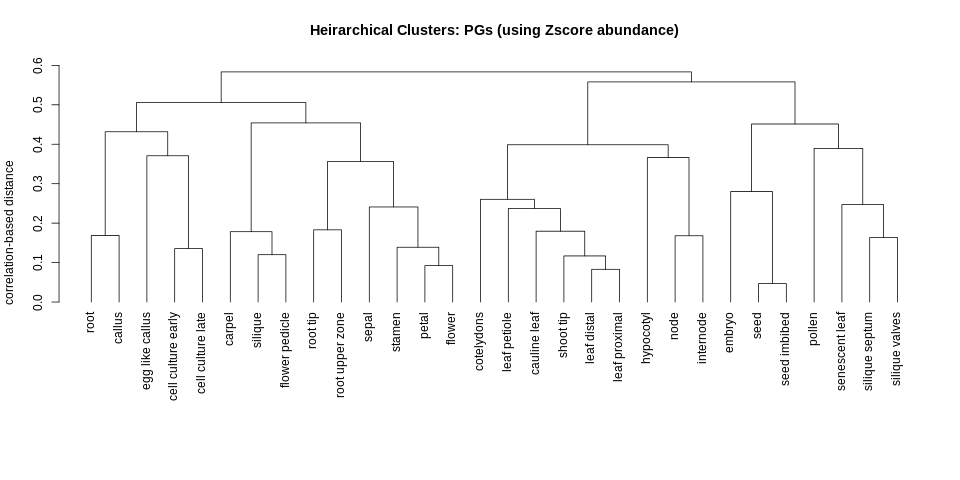 Heirarchical Clusters: PGs (using Zscore abundance)
correlation-based distance
0.6
0.5
0.4
0.3
0.2
0.1
0.0
root
callus
egg like callus
cell culture early
cell culture late
carpel
silique
flower pedicle
root tip
root upper zone
sepal
stamen
petal
flower
cotelydons
leaf petiole
cauline leaf
shoot tip
leaf distal
leaf proximal
hypocotyl
node
internode
embryo
seed
seed imbibed
pollen
senescent leaf
silique septum
silique valves